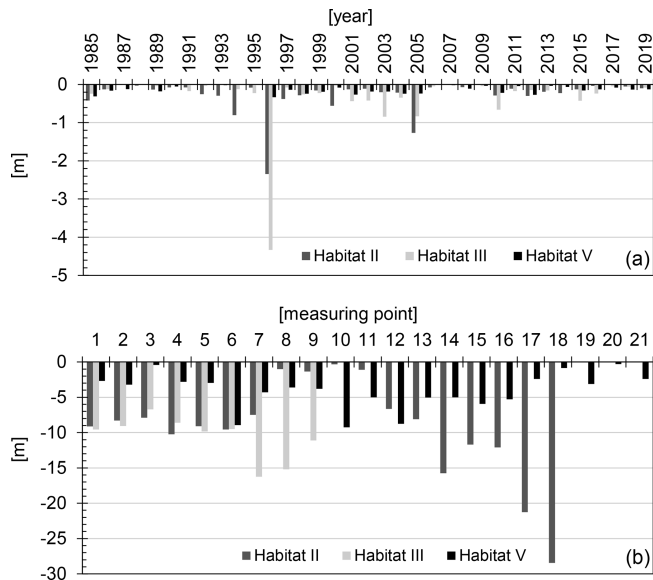 [year]
1985 1987 1989 1991 1993 1995 1997 1999 2001 2003 2005 2007 2009 2011 2013 2015 2017 2019
0
-1
-2
-3
-4
-5
[m]
Habitat II Habitat III Habitat V (a)
[measuring point]
1 2 3 4 5 6 7 8 9 10 11 12 13 14 15 16 17 18 19 20 21
0
-5
-10
-15
-20
-25
-30
[m]
Habitat II Habitat III Habitat V (b)